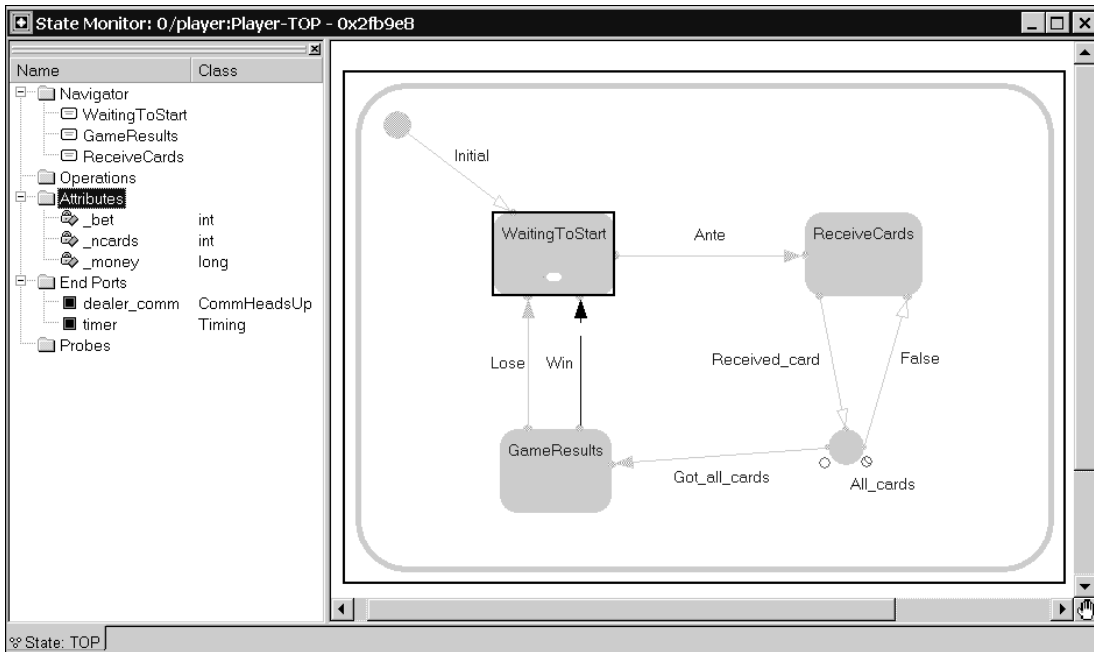 State Monitor: 0/player:Player-TOP - 0x2fb9e8
Name Class
Navigator
WaitingToStart
GameResults
ReceiveCards
Operations
Attributes
_bet int
_ncards int
_money long
End Ports
dealer_comm CommHeadsUp
timer Timing
Probes
Initial
WaitingToStart
Ante
ReceiveCards
Lose
Win
Received_card
False
GameResults
Got_all_cards
All_cards
State: TOP